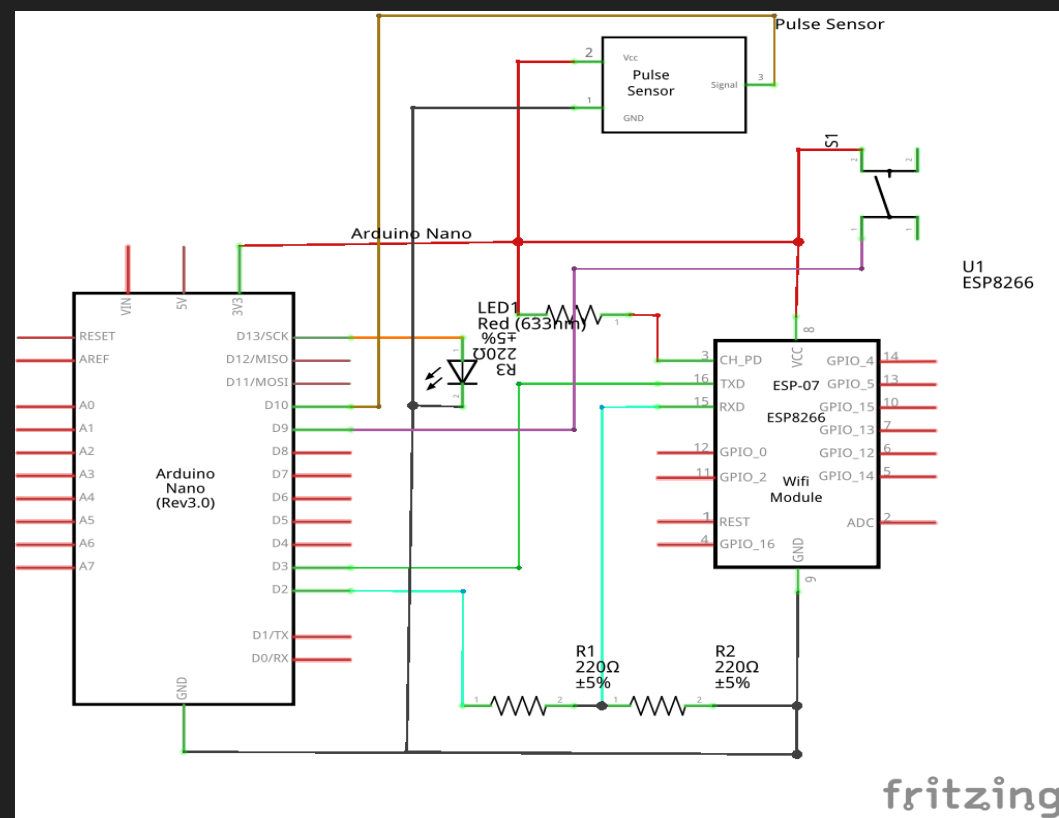 Pulse Sensor
2
Vcc
Pulse
Sensor
Signal
3
1
GND
S1
2
2
1
1
Arduino Nano
U1
ESP8266
VIN
5V
3V3
LED1
Red (633nm)
±5%
220Ω
R3
1
1
2
8
VCC
RESET
AREF
A0
A1
A2
A3
A4
A5
A6
A7
D13/SCK
D12/MISO
D11/MOSI
D10
D9
D8
D7
D6
D5
D4
D3
D2
D1/TX
D0/RX
GND
Arduino
Nano
(Rev3.0)
3 CH_PD
16 TXD
15 RXD
12 GPIO_0
11 GPIO_2
1 REST
4 GPIO_16
ESP-07
ESP8266
Wifi
Module
GPIO_4 14
GPIO_5 13
GPIO_15 10
GPIO_13 7
GPIO_12 6
GPIO_14 5
ADC 2
GND
9
R1
220Ω
±5%
1
2
R2
220Ω
±5%
1
2
fritzing